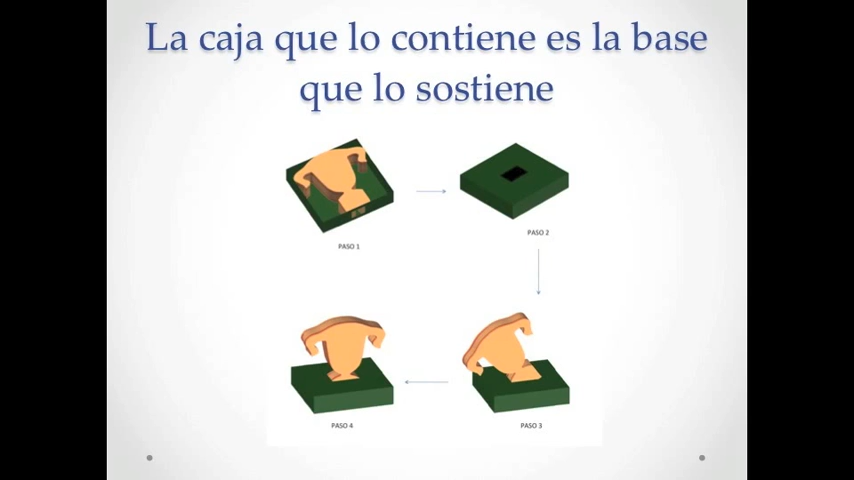 La caja que lo contiene es la base
que lo sostiene
PASO 1
PASO 2
PASO 4
PASO 3